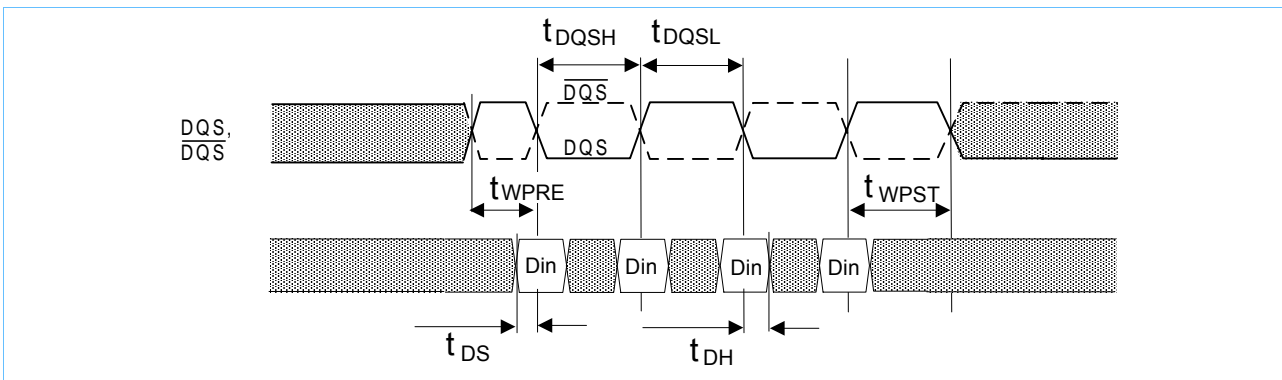 tDQSH tDQSL
DQS
DQS,
DQS
DQS
tWPRE
tWPST
Din Din Din Din
tDS
tDH